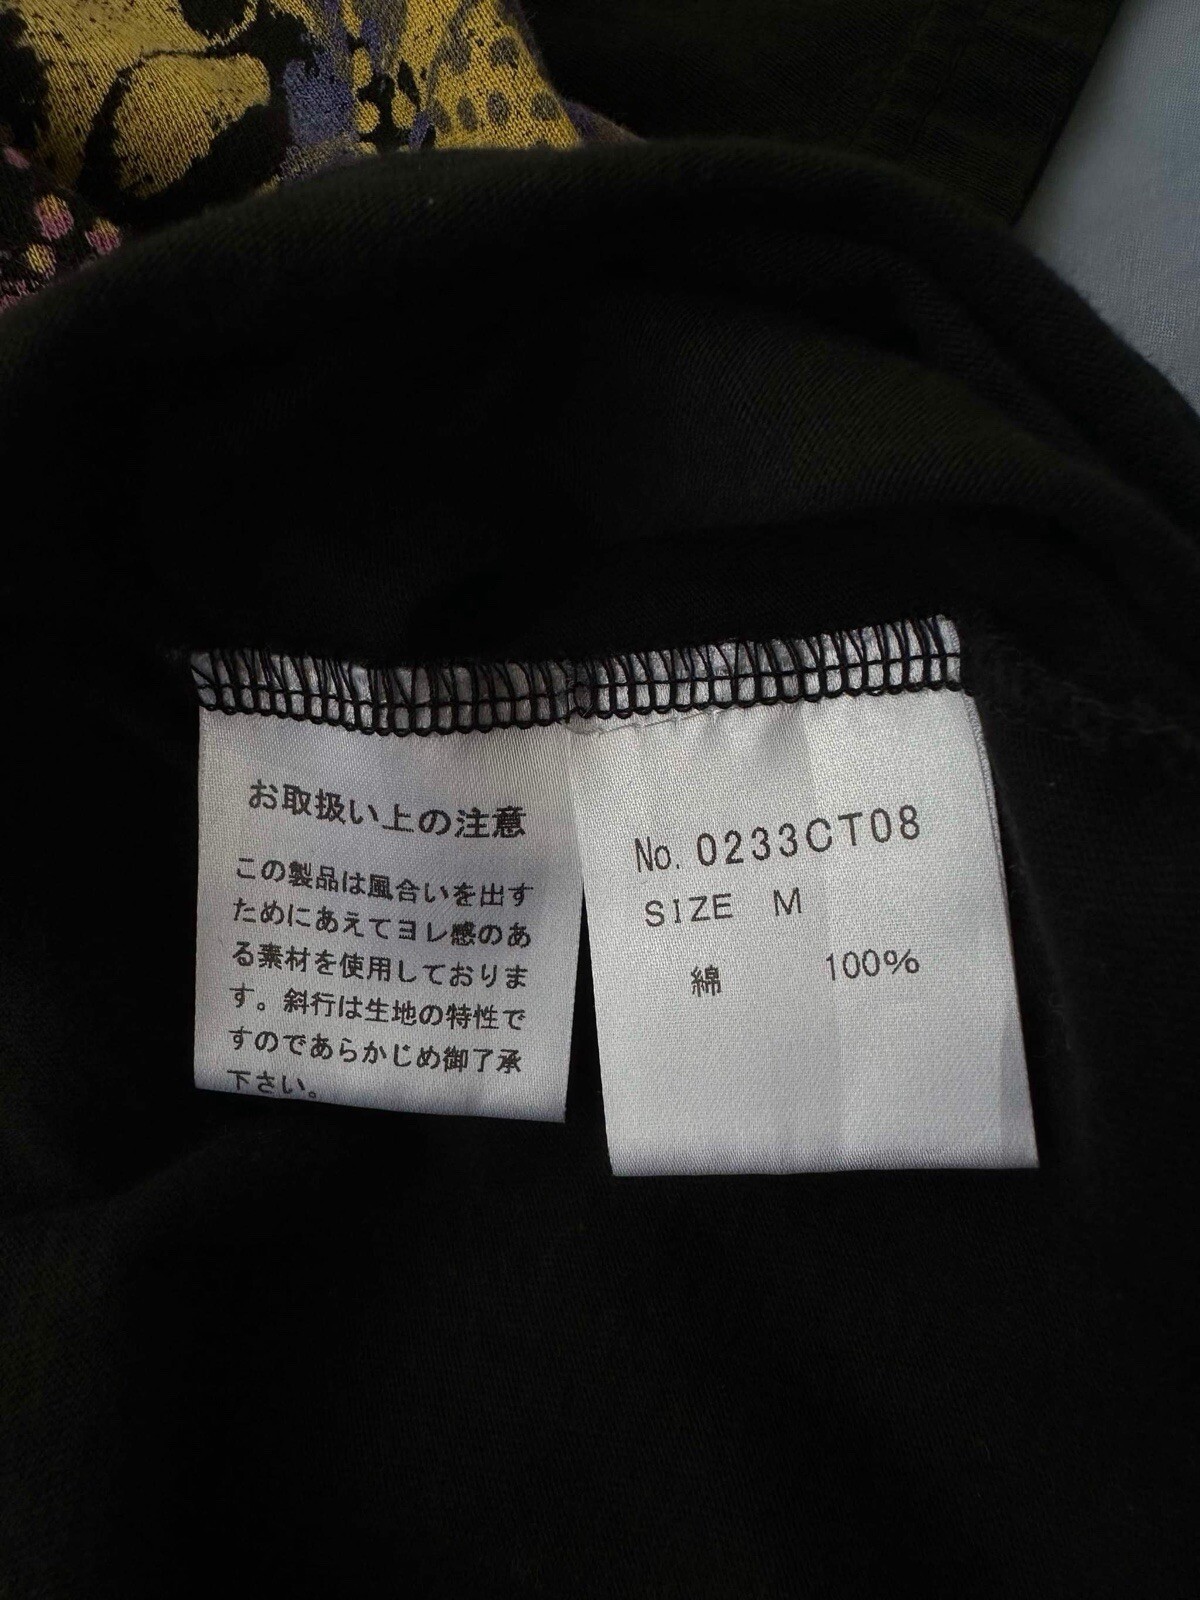 お取扱い上の注意
この製品は風合いを出す
ためにあえてヨレ感のあ
る素材を使用しておりま
す。斜行は生地の特性で
すのであらかじめ御了承
下さい。
No. 0233CT08
SIZE M
綿 100%